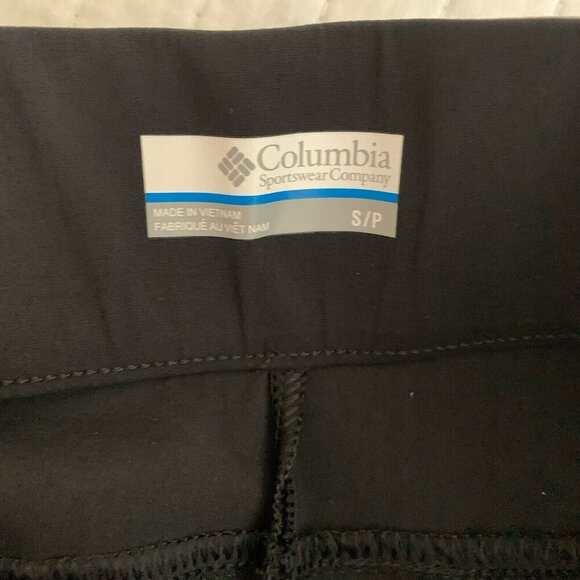 Columbia
Sportswear Company
MADE IN VIETNAM
FABRIQUÉ AU VIÊT NAM
S/P